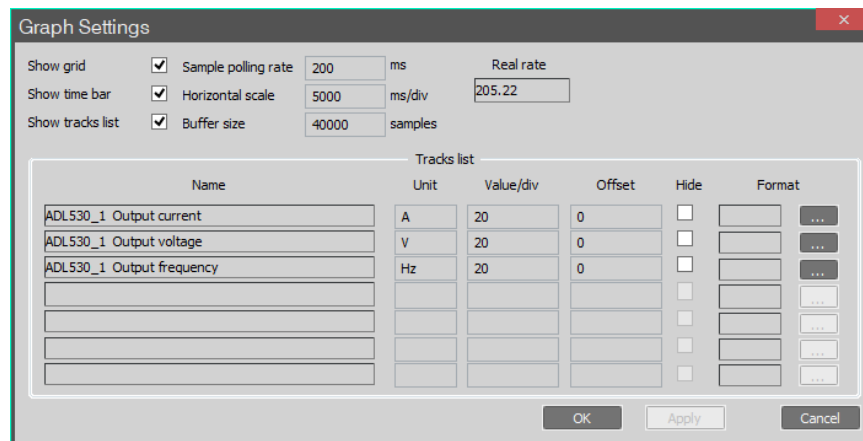 Graph Settings
Show grid Sample polling rate 200 ms Real rate
Show time bar Horizontal scale 5000 ms/div 205.22
Show tracks list Buffer size 40000 samples
Tracks list
Name Unit Value/div Offset Hide Format
ADL530_1 Output current A 20 0 ...
ADL530_1 Output voltage V 20 0 ...
ADL530_1 Output frequency Hz 20 0 ...
...
...
...
...
OK Apply Cancel